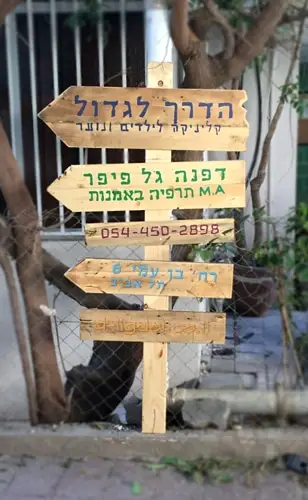 הדרך לגדול
קליניקה לילדים ונוער
דפנה גל פיפר
M.A תרפיה באמנות
054-450-2898
רח' בן עמי 8
תל אביב